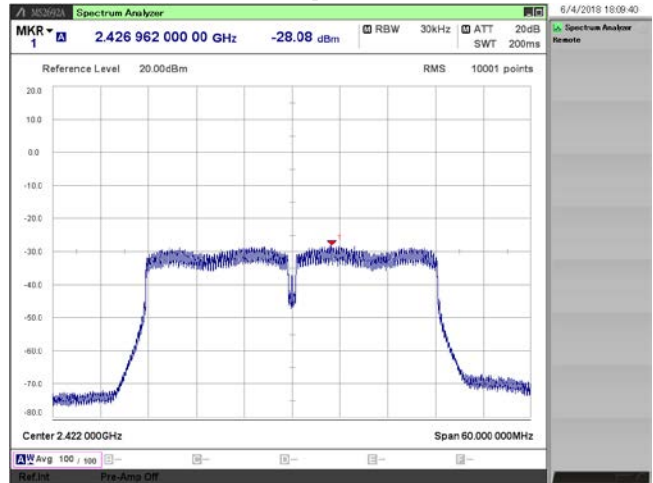 MS2692A Spectrum Analyzer
6/4/2018 18:09:40
MKR 1 A 2.426 962 000 00 GHz -28.08 dBm
M RBW 30kHz M ATT 20dB
SWT 200ms
Spectrum Analyzer
Remote
Reference Level 20.00dBm RMS 10001 points
20.0
10.0
0.0
-10.0
-20.0
1
-30.0
-40.0
-50.0
-60.0
-70.0
-80.0
Center 2.422 000GHz Span 60.000 000MHz
A W Avg 100 / 100
Ref.Int Pre-Amp Off